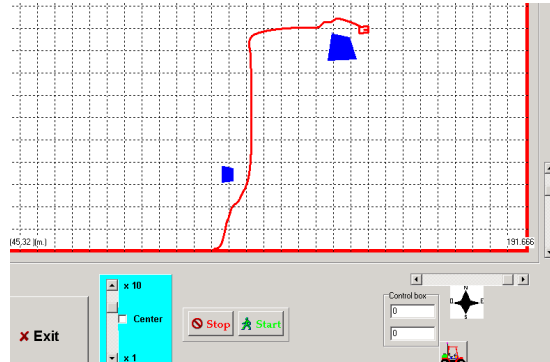 (45,32 )(m.)
191.666
x 10
Center
x 1
Exit
Stop
Start
Control box
0
0
N
O
E
S